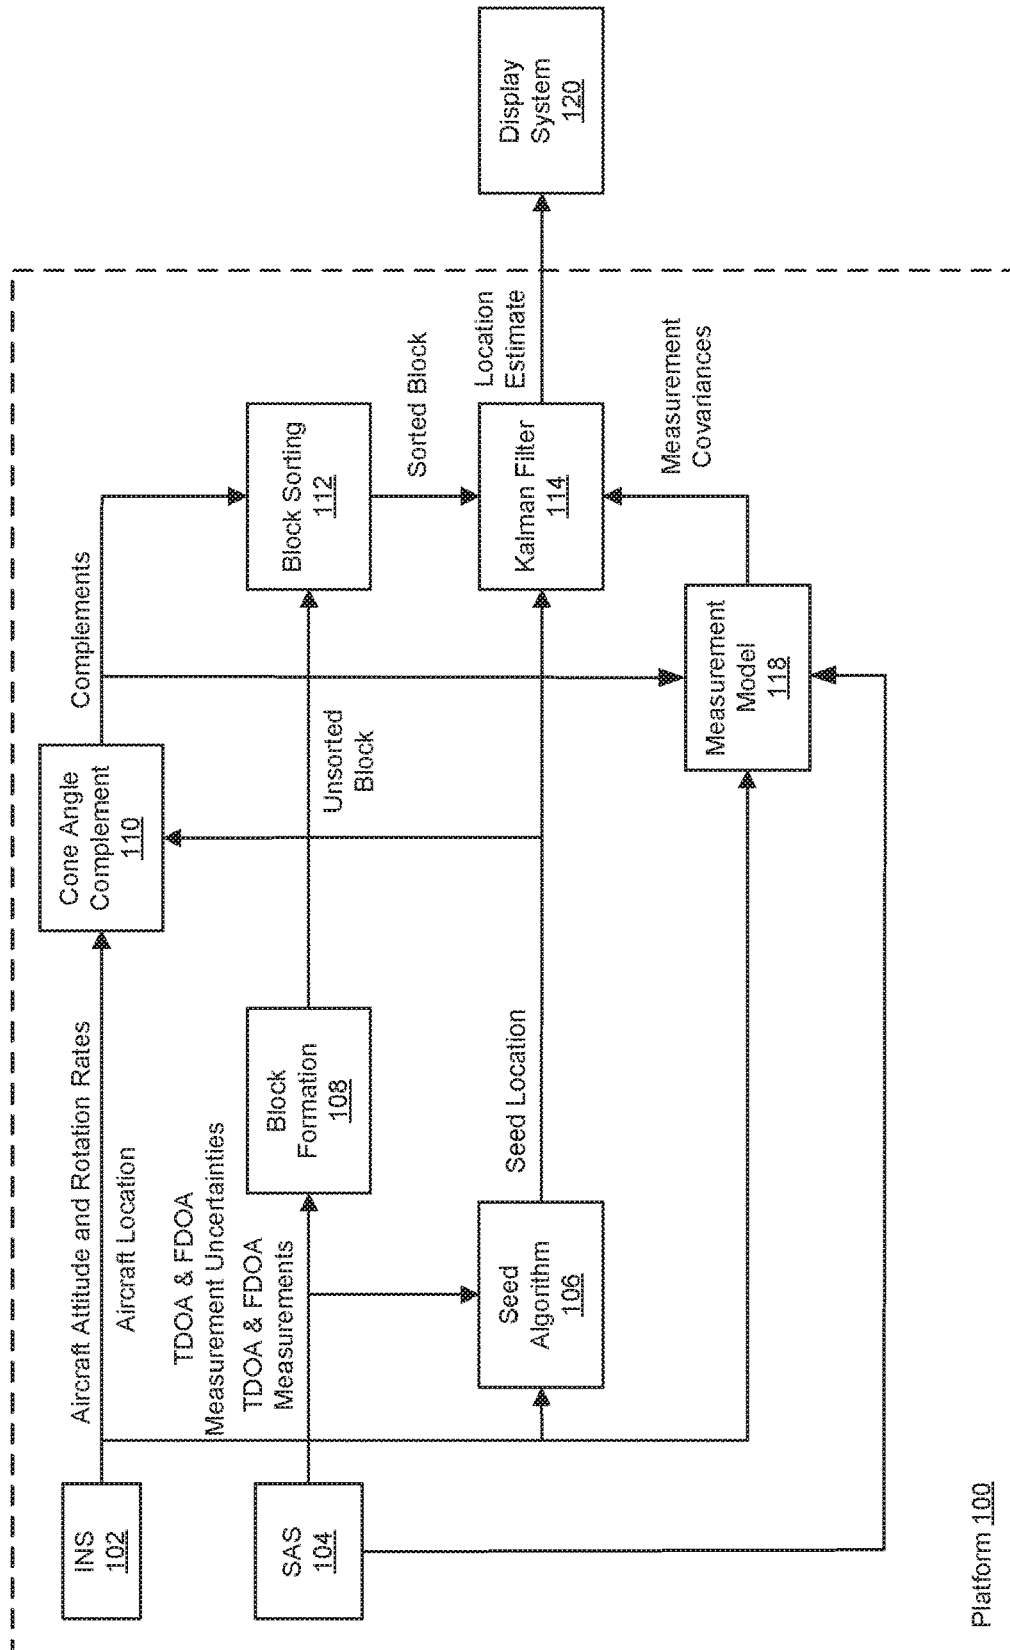 INS
102
Aircraft Attitude and Rotation Rates
Aircraft Location
Cone Angle
Complement
110
Complements
SAS
104
TDOA & FDOA
Measurement Uncertainties
TDOA & FDOA
Measurements
Block
Formation
108
Unsorted
Block
Block Sorting
112
Sorted Block
Seed
Algorithm
106
Seed Location
Kalman Filter
114
Location
Estimate
Display
System
120
Measurement
Model
118
Measurement
Covariances
Platform 100